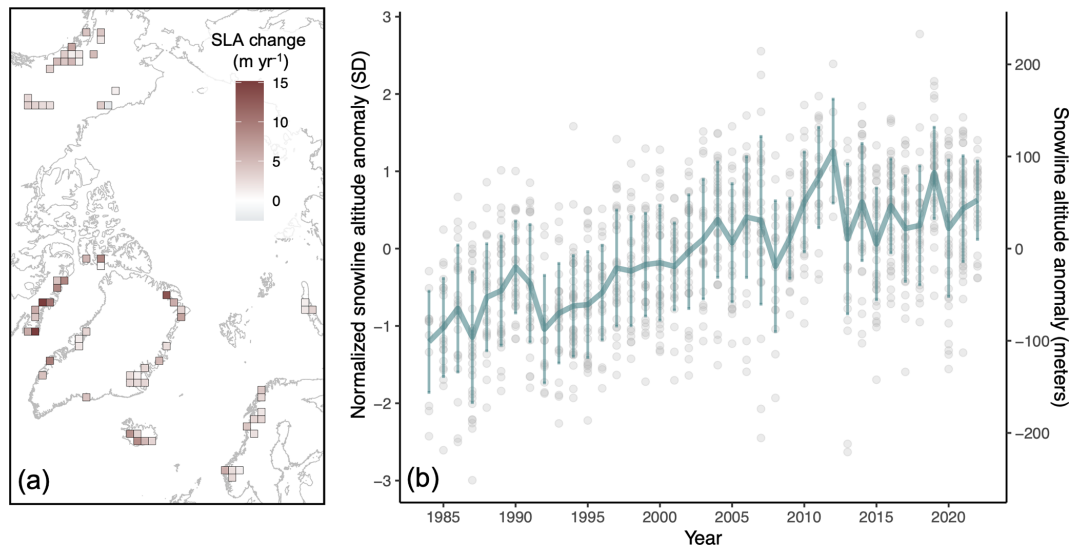 SLA change
(m yr⁻¹)
15
10
5
0
(a)
Normalized snowline altitude anomaly (SD)
3
2
1
0
−1
−2
−3
(b)
1985 1990 1995 2000 2005 2010 2015 2020
Year
200
100
0
−100
−200
Snowline altitude anomaly (meters)